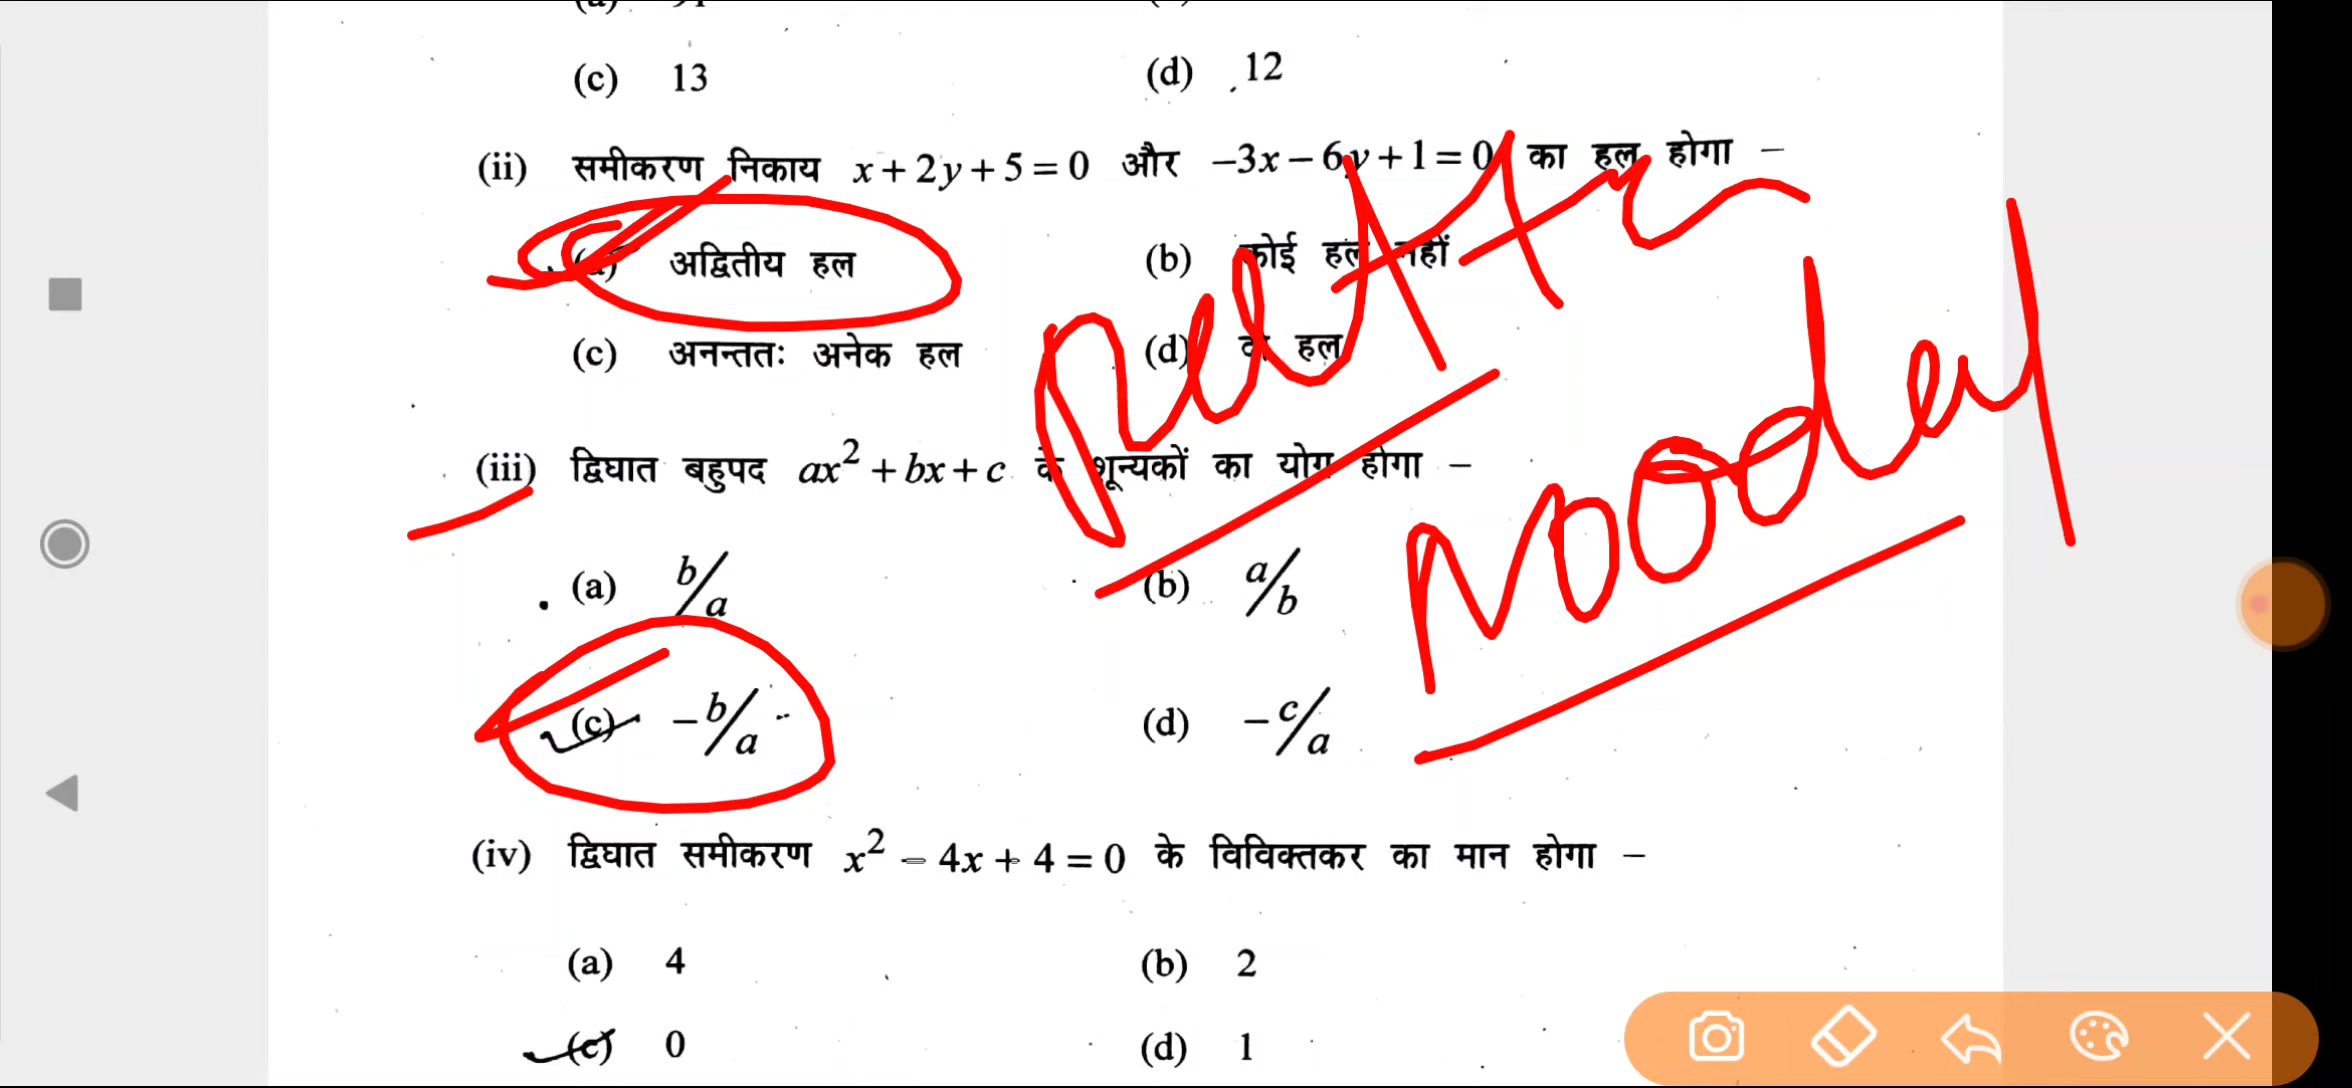 (c) 13 (d) 12
(ii) समीकरण निकाय x + 2y + 5 = 0 और −3x − 6y + 1 = 0 का हल होगा −
(a) अद्वितीय हल (b) कोई हल नहीं
(c) अनन्ततः अनेक हल (d) दो हल
(iii) द्विघात बहुपद ax² + bx + c के शून्यकों का योग होगा −
(a) b/a (b) a/b
(c) −b/a (d) −c/a
(iv) द्विघात समीकरण x² − 4x + 4 = 0 के विविक्तकर का मान होगा −
(a) 4 (b) 2
(c) 0 (d) 1